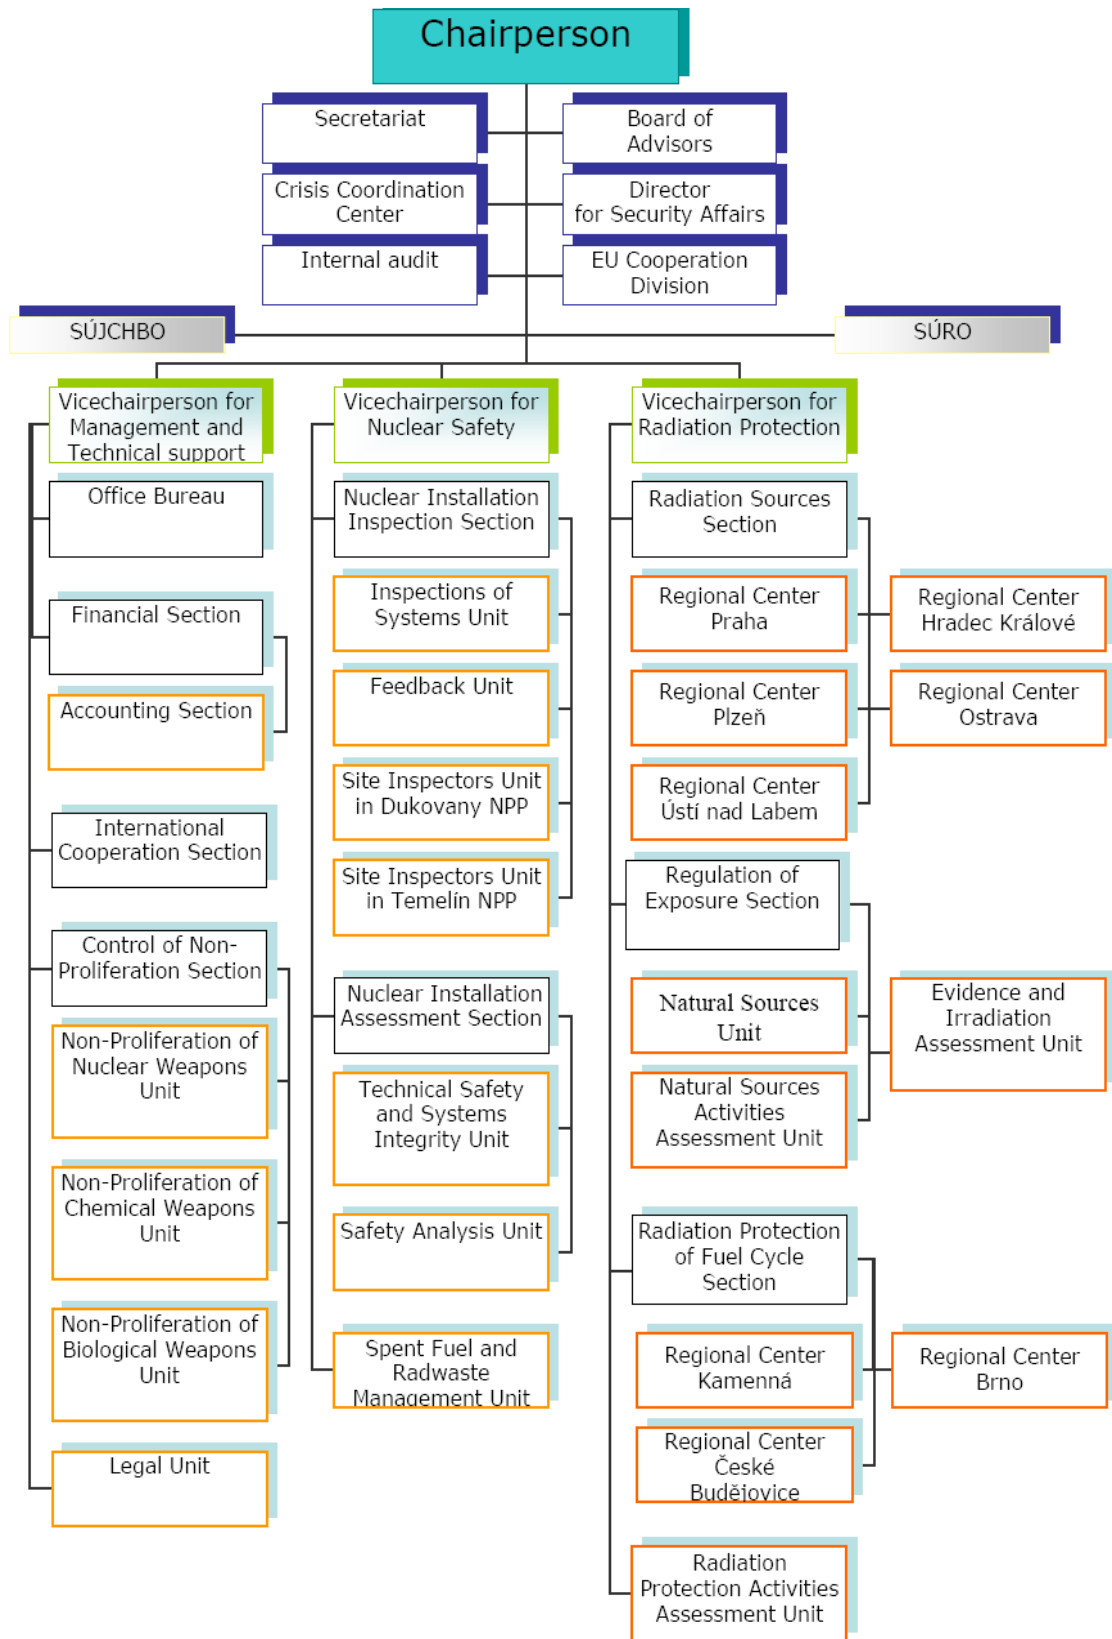 Chairperson
Secretariat
Board of
Advisors
Crisis Coordination
Center
Director
for Security Affairs
Internal audit
EU Cooperation
Division
SÚJCHBO
SÚRO
Vicechairperson for
Management and
Technical support
Office Bureau
Financial Section
Accounting Section
International
Cooperation Section
Control of Non-
Proliferation Section
Non-Proliferation of
Nuclear Weapons
Unit
Non-Proliferation of
Chemical Weapons
Unit
Non-Proliferation of
Biological Weapons
Unit
Legal Unit
Vicechairperson for
Nuclear Safety
Nuclear Installation
Inspection Section
Inspections of
Systems Unit
Feedback Unit
Site Inspectors Unit
in Dukovany NPP
Site Inspectors Unit
in Temelín NPP
Nuclear Installation
Assessment Section
Technical Safety
and Systems
Integrity Unit
Safety Analysis Unit
Spent Fuel and
Radwaste
Management Unit
Vicechairperson for
Radiation Protection
Radiation Sources
Section
Regional Center
Praha
Regional Center
Hradec Králové
Regional Center
Plzeň
Regional Center
Ostrava
Regional Center
Ústí nad Labem
Regulation of
Exposure Section
Natural Sources
Unit
Evidence and
Irradiation
Assessment Unit
Natural Sources
Activities
Assessment Unit
Radiation Protection
of Fuel Cycle
Section
Regional Center
Kamenná
Regional Center
Brno
Regional Center
České
Budějovice
Radiation
Protection Activities
Assessment Unit